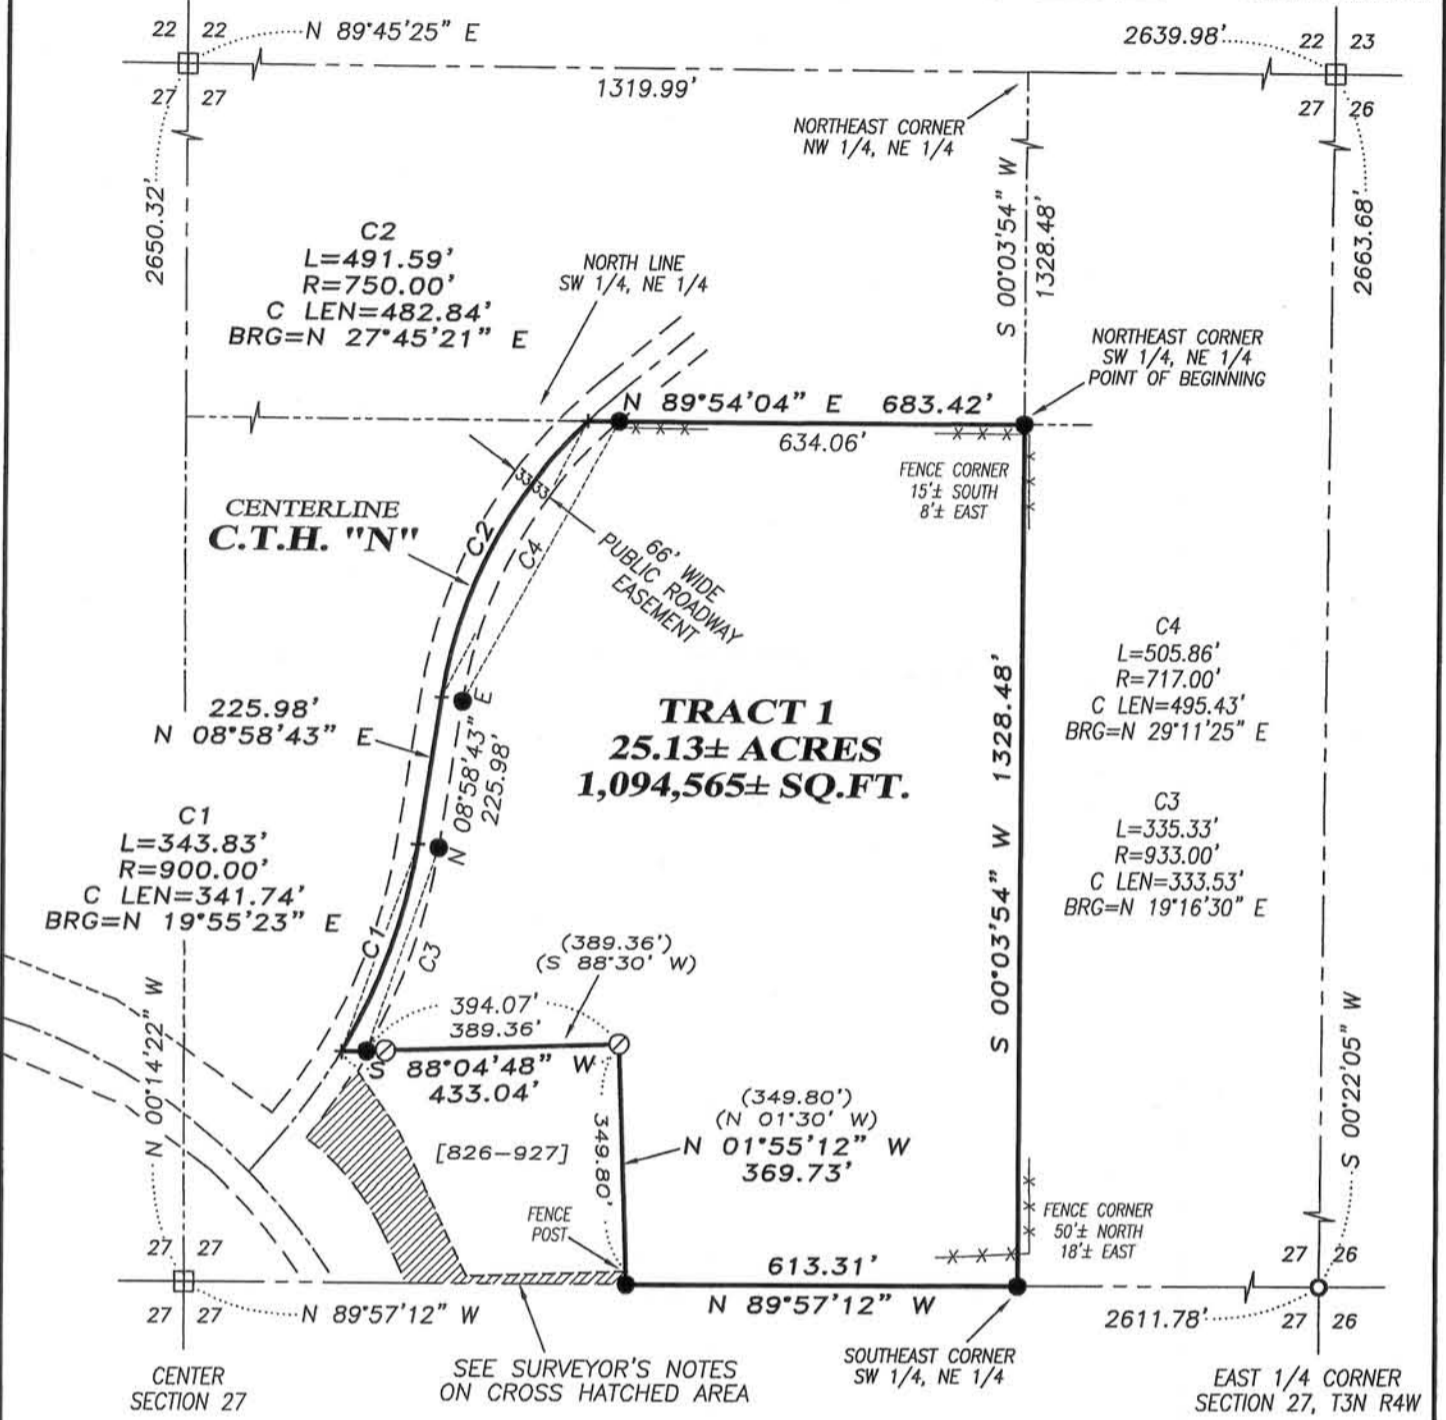 22 22
N 89°45'25" E
2639.98'
22 23
27 27
1319.99'
27 26
NORTHEAST CORNER
NW 1/4, NE 1/4
2650.32'
S 00°03'54" W
1328.48'
2663.68'
C2
L=491.59'
R=750.00'
C LEN=482.84'
BRG=N 27°45'21" E
NORTH LINE
SW 1/4, NE 1/4
NORTHEAST CORNER
SW 1/4, NE 1/4
POINT OF BEGINNING
N 89°54'04" E 683.42'
634.06'
FENCE CORNER
15'± SOUTH
8'± EAST
CENTERLINE
C.T.H. "N"
33 33
C2
C4
66' WIDE
PUBLIC ROADWAY
EASEMENT
C4
L=505.86'
R=717.00'
C LEN=495.43'
BRG=N 29°11'25" E
225.98'
N 08°58'43" E
N 08°58'43" E
225.98'
TRACT 1
25.13± ACRES
1,094,565± SQ.FT.
S 00°03'54" W 1328.48'
C3
L=335.33'
R=933.00'
C LEN=333.53'
BRG=N 19°16'30" E
C1
L=343.83'
R=900.00'
C LEN=341.74'
BRG=N 19°55'23" E
C1
C3
(389.36')
(S 88°30' W)
394.07'
389.36'
S 88°04'48" W
433.04'
N 00°14'22" W
S 00°22'05" W
(349.80')
(N 01°30' W)
N 01°55'12" W
369.73'
349.80'
[826-927]
FENCE
POST
FENCE CORNER
50'± NORTH
18'± EAST
27 27
27 26
613.31'
N 89°57'12" W
27 27
N 89°57'12" W
2611.78'
27 26
CENTER
SECTION 27
SEE SURVEYOR'S NOTES
ON CROSS HATCHED AREA
SOUTHEAST CORNER
SW 1/4, NE 1/4
EAST 1/4 CORNER
SECTION 27, T3N R4W